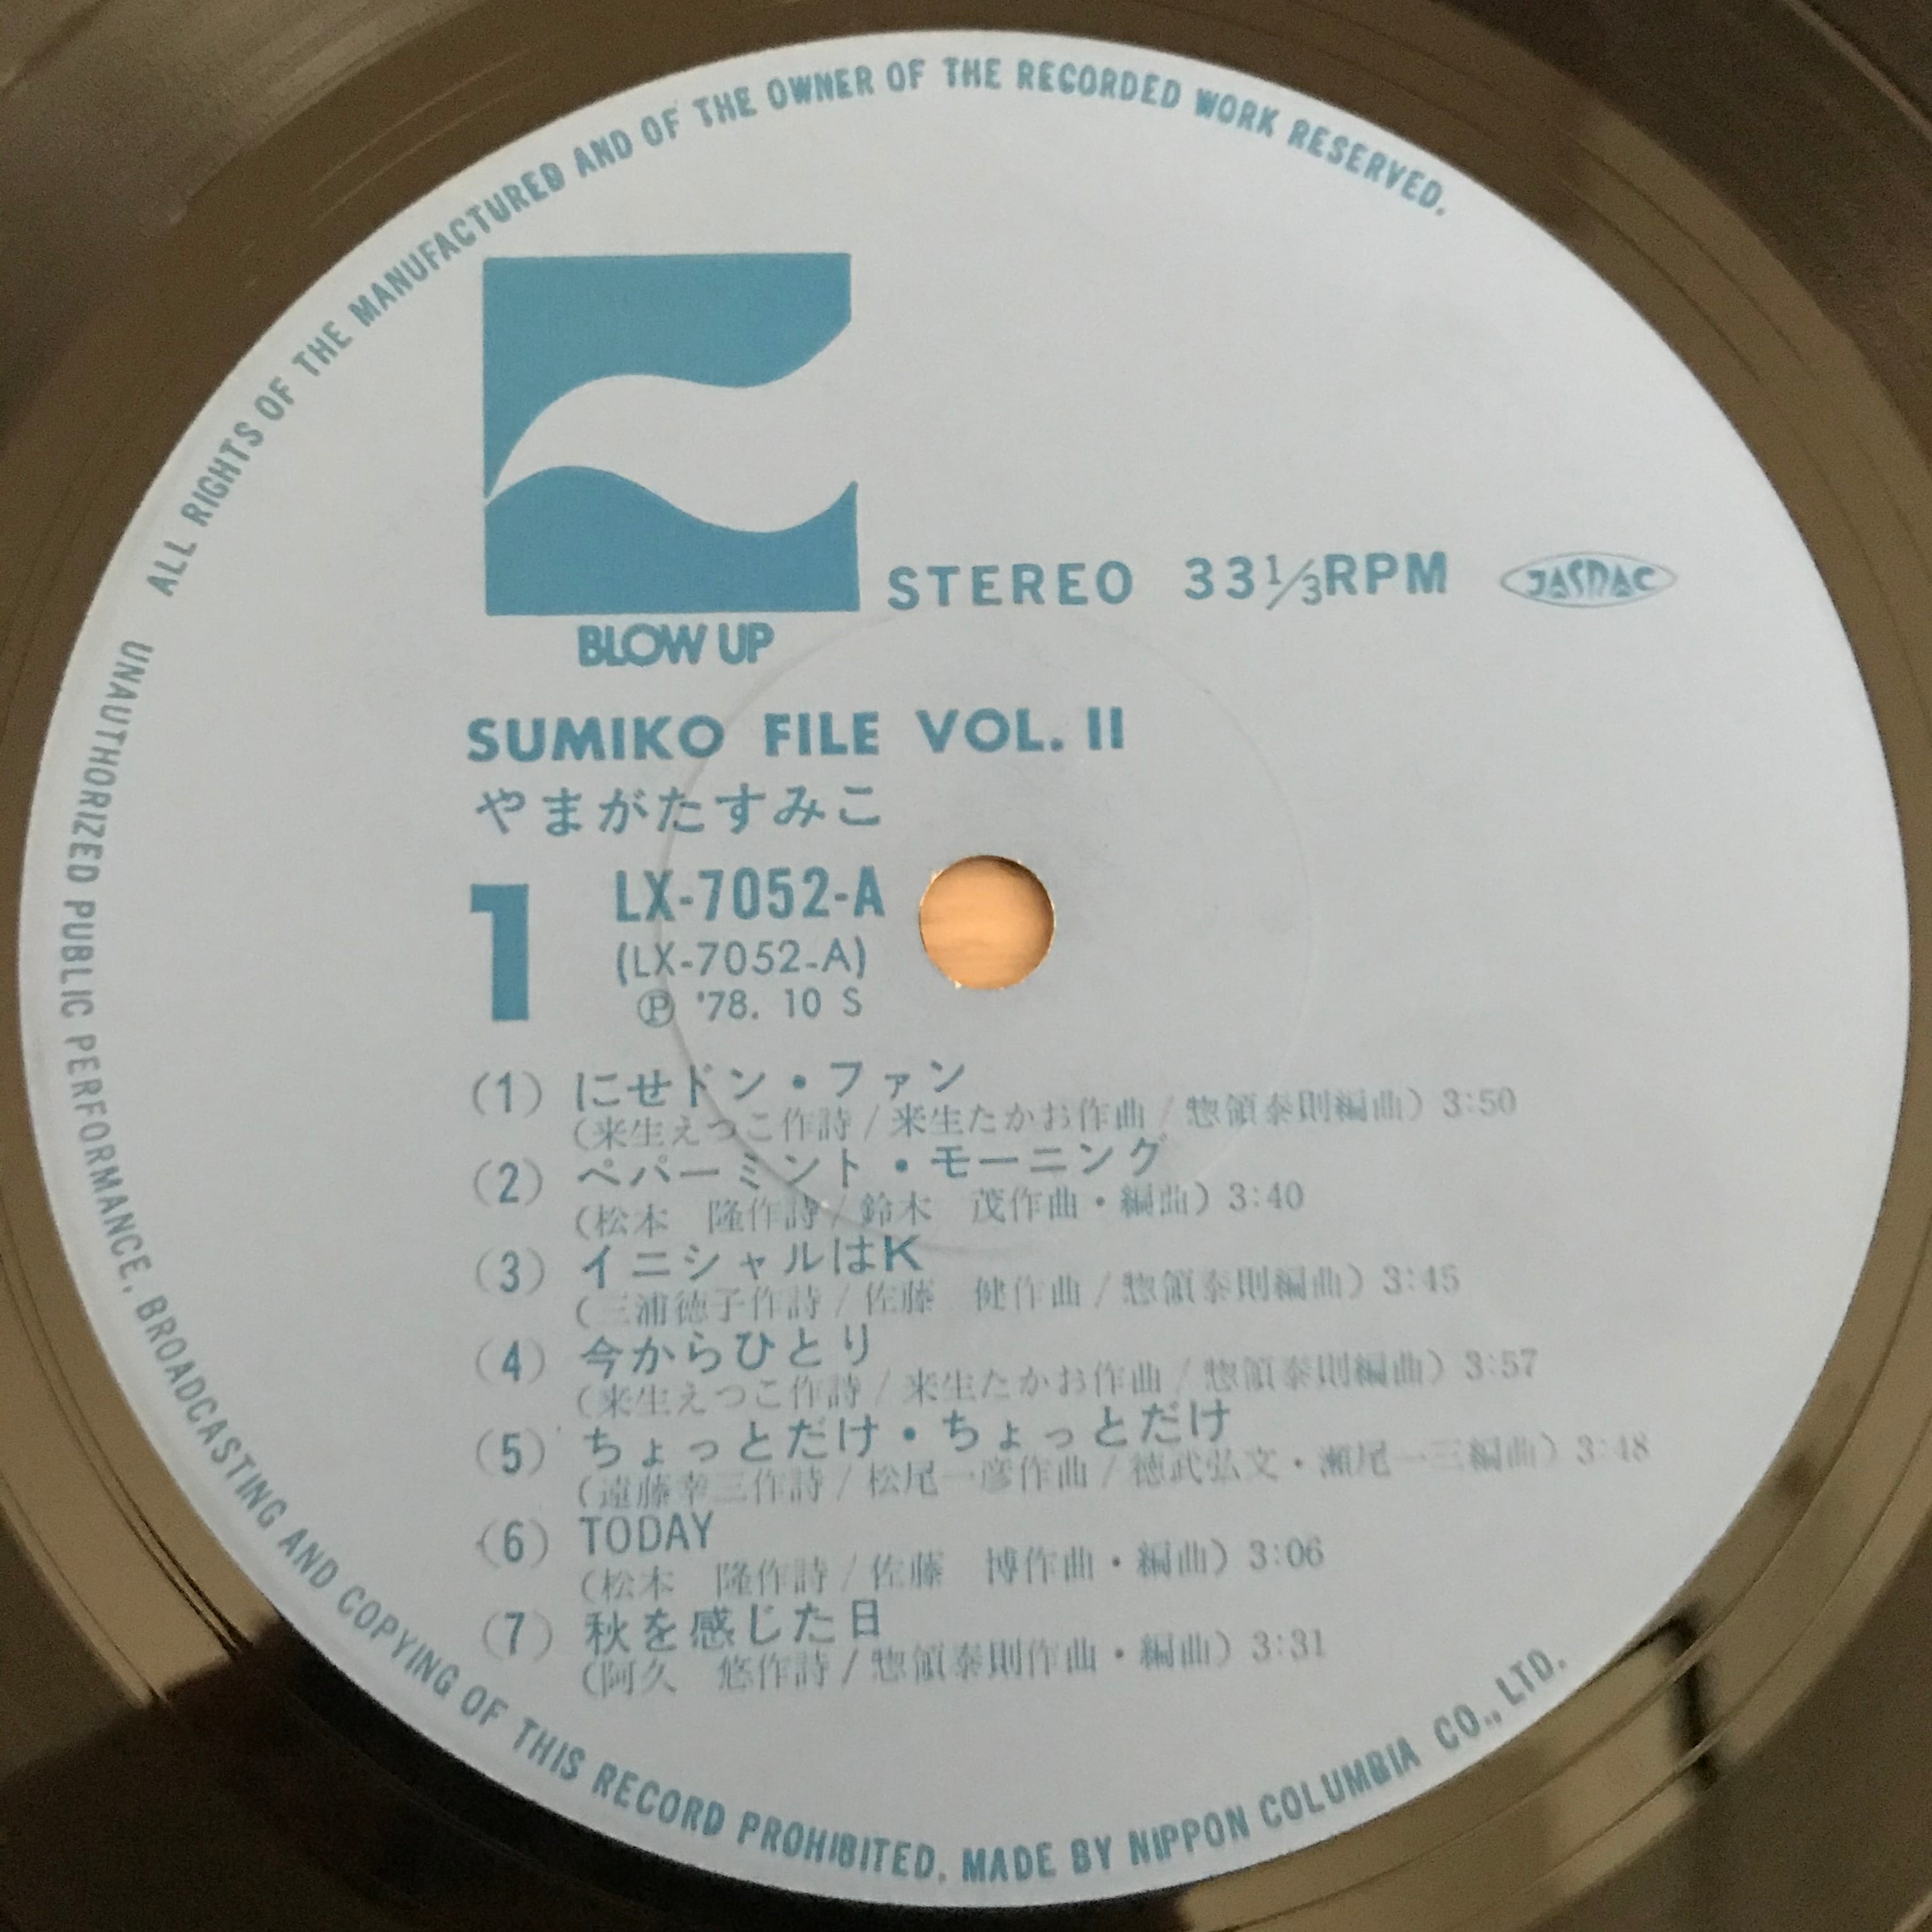 ALL RIGHTS OF THE MANUFACTURED AND OF THE OWNER OF THE RECORDED WORK RESERVED.
BLOW UP
STEREO 33 1/3 RPM
JASRAC
SUMIKO FILE VOL. II
やまがたすみこ
1
LX-7052-A
(LX-7052-A)
Ⓟ '78. 10 S
(1) にせドン・ファン
(来生えつこ作詩/来生たかお作曲/惣領泰則編曲) 3:50
(2) ペパーミント・モーニング
(松本 隆作詩/鈴木 茂作曲・編曲) 3:40
(3) イニシャルはK
(三浦徳子作詩/佐藤 健作曲/惣領泰則編曲) 3:45
(4) 今からひとり
(来生えつこ作詩/来生たかお作曲/惣領泰則編曲) 3:57
(5) ちょっとだけ・ちょっとだけ
(遠藤幸三作詩/松尾一彦作曲/徳武弘文・瀬尾一三編曲) 3:48
(6) TODAY
(松本 隆作詩/佐藤 博作曲・編曲) 3:06
(7) 秋を感じた日
(阿久 悠作詩/惣領泰則作曲・編曲) 3:31
UNAUTHORIZED PUBLIC PERFORMANCE, BROADCASTING AND COPYING OF THIS RECORD PROHIBITED. MADE BY NIPPON COLUMBIA CO., LTD.